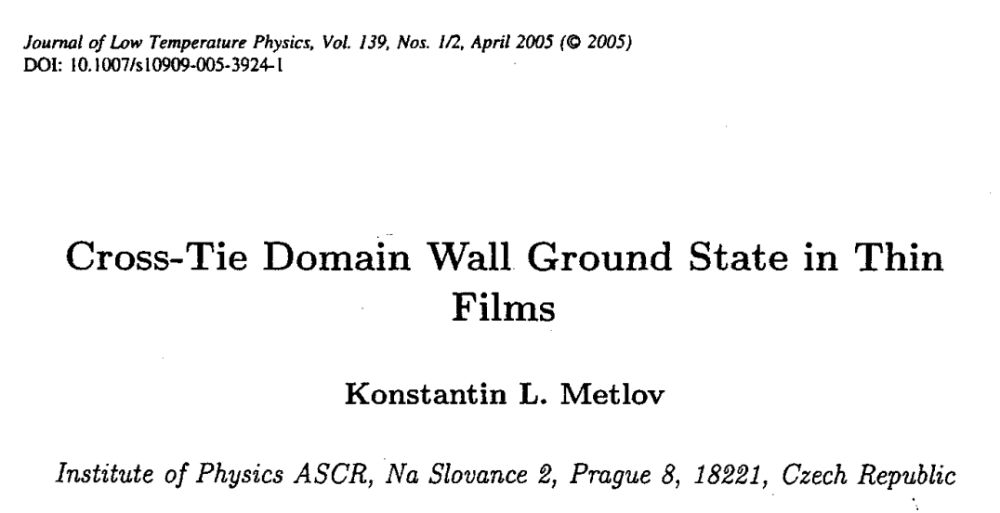 Journal of Low Temperature Physics, Vol. 139, Nos. 1/2, April 2005 (© 2005)
DOI: 10.1007/s10909-005-3924-1
Cross-Tie Domain Wall Ground State in Thin
Films
Konstantin L. Metlov
Institute of Physics ASCR, Na Slovance 2, Prague 8, 18221, Czech Republic